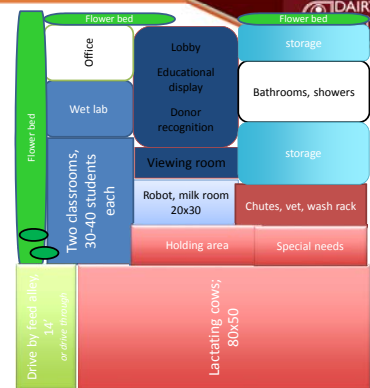 DAIR
Flower bed
Flower bed
Office
Lobby
Educational
display
Donor
recognition
storage
Bathrooms, showers
Flower bed
Wet lab
storage
Two classrooms,
30-40 students
each
Viewing room
Robot, milk room
20x30
Chutes, vet, wash rack
Holding area
Special needs
Drive by feed alley,
14'
or drive through
Lactating cows;
80x50